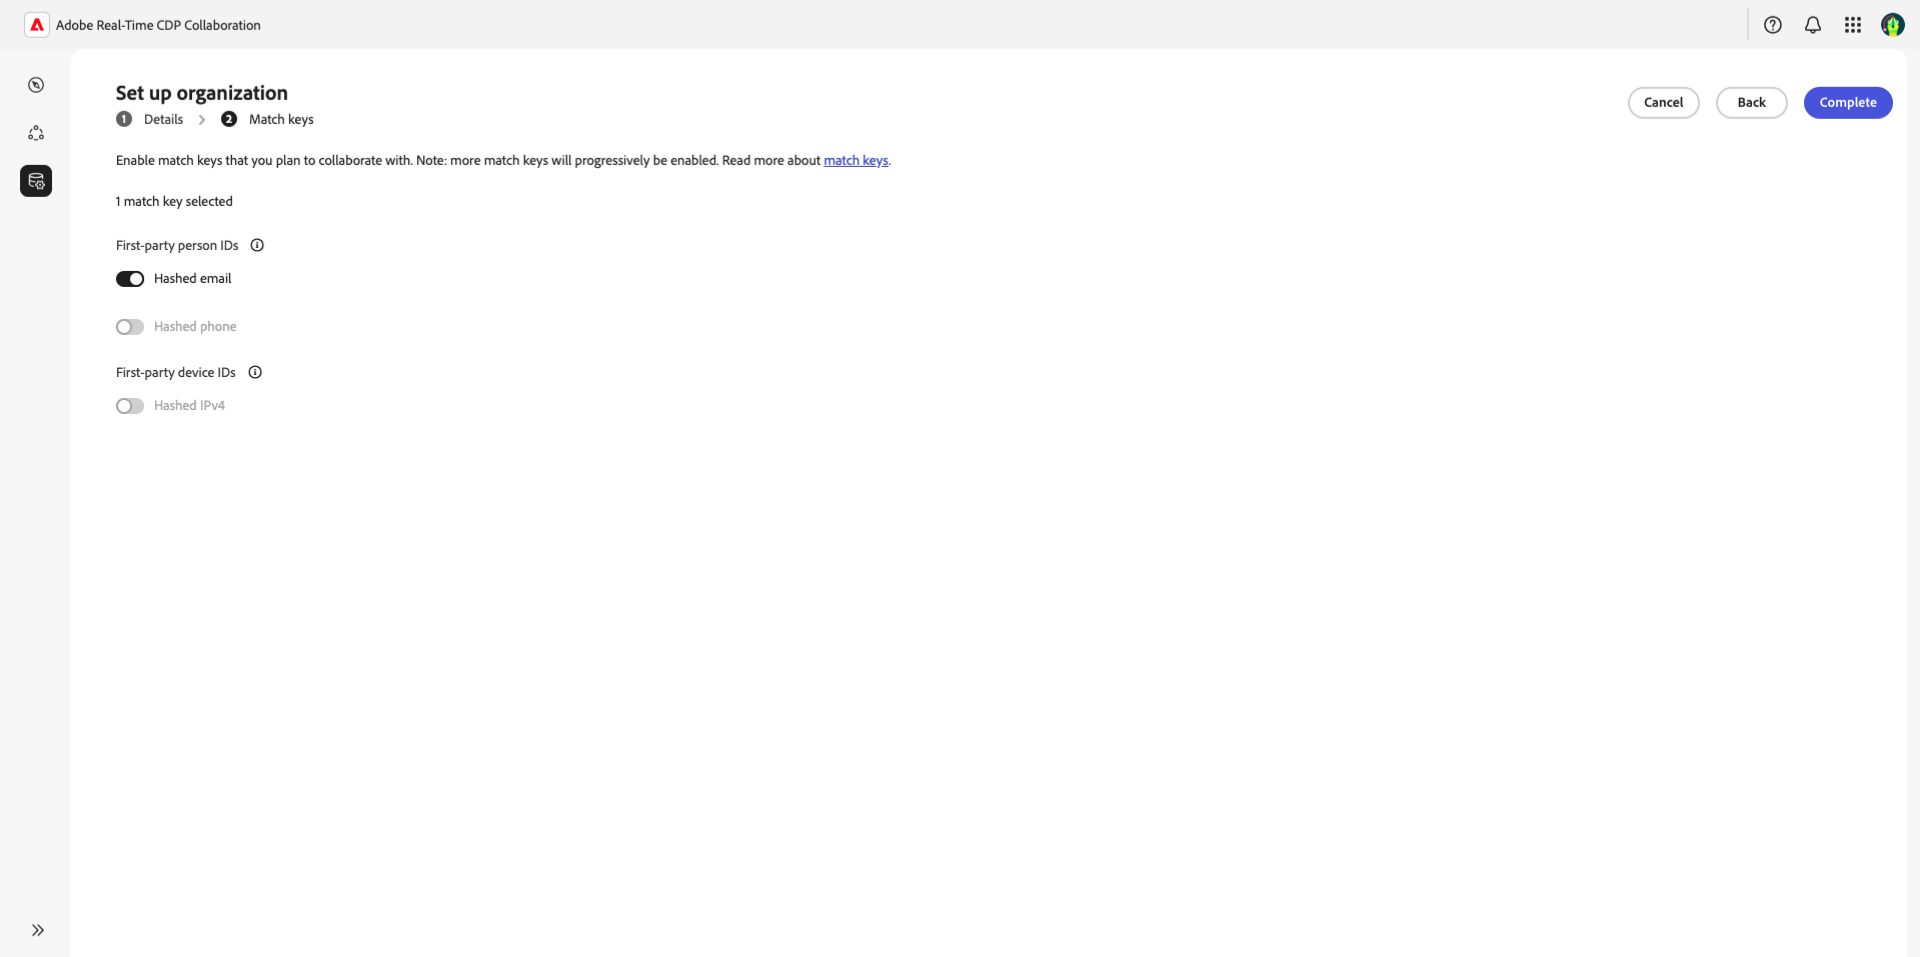 Adobe Real-Time CDP Collaboration
Set up organization
1 Details > 2 Match keys
Cancel
Back
Complete
Enable match keys that you plan to collaborate with. Note: more match keys will progressively be enabled. Read more about match keys.
1 match key selected
First-party person IDs
Hashed email
Hashed phone
First-party device IDs
Hashed IPv4